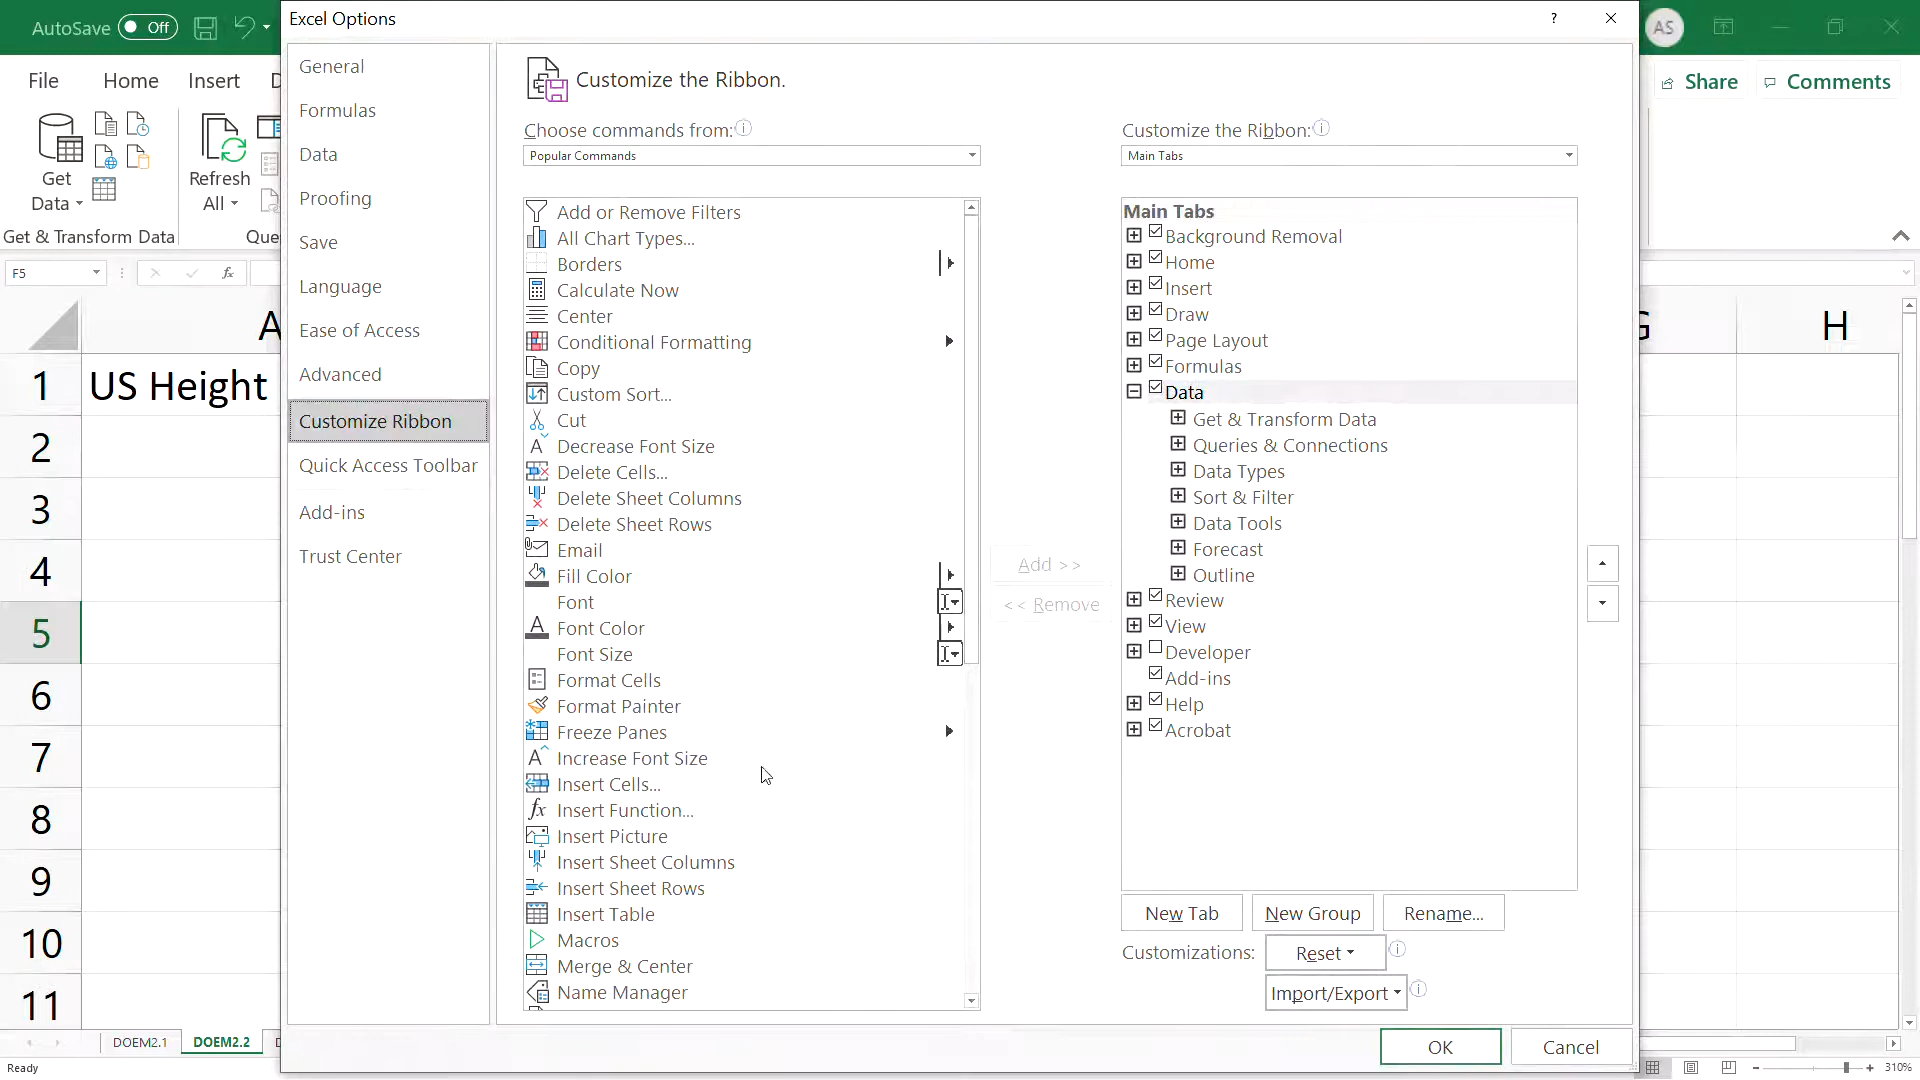 AutoSave Off
Excel Options
?
AS
File
Home
Insert
D
Share
Comments
Get
Data
Refresh
All
Get & Transform Data
Que
F5
fx
A
G
H
1
US Height
2
3
4
5
6
7
8
9
10
11
General
Formulas
Data
Proofing
Save
Language
Ease of Access
Advanced
Customize Ribbon
Quick Access Toolbar
Add-ins
Trust Center
Customize the Ribbon.
Choose commands from:
Popular Commands
Add or Remove Filters
All Chart Types...
Borders
Calculate Now
Center
Conditional Formatting
Copy
Custom Sort...
Cut
Decrease Font Size
Delete Cells...
Delete Sheet Columns
Delete Sheet Rows
Email
Fill Color
Font
Font Color
Font Size
Format Cells
Format Painter
Freeze Panes
Increase Font Size
Insert Cells...
Insert Function...
Insert Picture
Insert Sheet Columns
Insert Sheet Rows
Insert Table
Macros
Merge & Center
Name Manager
Add >>
<< Remove
Customize the Ribbon:
Main Tabs
Main Tabs
Background Removal
Home
Insert
Draw
Page Layout
Formulas
Data
Get & Transform Data
Queries & Connections
Data Types
Sort & Filter
Data Tools
Forecast
Outline
Review
View
Developer
Add-ins
Help
Acrobat
New Tab
New Group
Rename...
Customizations:
Reset
Import/Export
OK
Cancel
DOEM2.1
DOEM2.2
D
Ready
310%